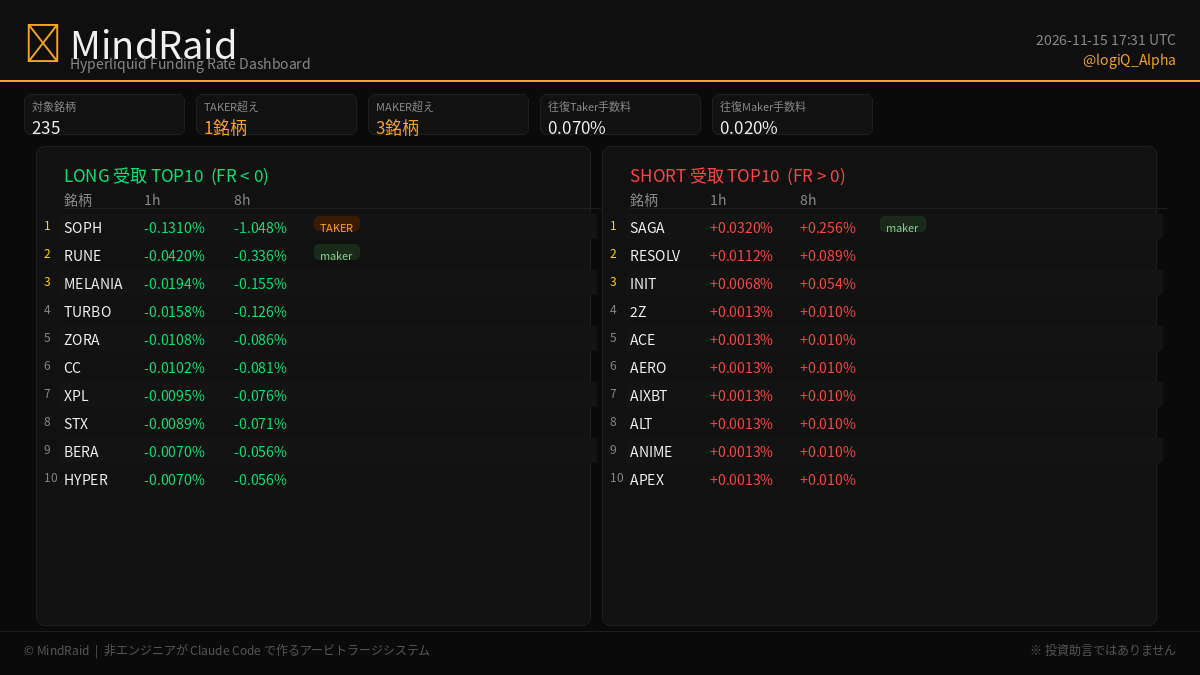 MindRaid
Hyperliquid Funding Rate Dashboard
2026-11-15 17:31 UTC
@logiQ_Alpha
対象銘柄
235
TAKER超え
1銘柄
MAKER超え
3銘柄
往復Taker手数料
0.070%
往復Maker手数料
0.020%
LONG 受取 TOP10 (FR < 0)
銘柄 1h 8h
1 SOPH -0.1310% -1.048% TAKER
2 RUNE -0.0420% -0.336% maker
3 MELANIA -0.0194% -0.155%
4 TURBO -0.0158% -0.126%
5 ZORA -0.0108% -0.086%
6 CC -0.0102% -0.081%
7 XPL -0.0095% -0.076%
8 STX -0.0089% -0.071%
9 BERA -0.0070% -0.056%
10 HYPER -0.0070% -0.056%
SHORT 受取 TOP10 (FR > 0)
銘柄 1h 8h
1 SAGA +0.0320% +0.256% maker
2 RESOLV +0.0112% +0.089%
3 INIT +0.0068% +0.054%
4 2Z +0.0013% +0.010%
5 ACE +0.0013% +0.010%
6 AERO +0.0013% +0.010%
7 AIXBT +0.0013% +0.010%
8 ALT +0.0013% +0.010%
9 ANIME +0.0013% +0.010%
10 APEX +0.0013% +0.010%
© MindRaid | 非エンジニアが Claude Code で作るアービトラージシステム
※ 投資助言ではありません